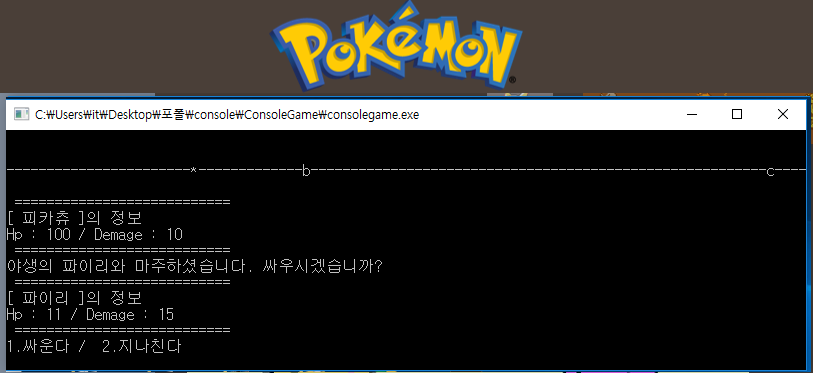 POKéMON
C:₩Users₩it₩Desktop₩포폴₩console₩ConsoleGame₩consolegame.exe
-----------------------*-------------b---------------------------------------------------------c----
===========================
[ 피카츄 ]의 정보
Hp : 100 / Demage : 10
===========================
야생의 파이리와 마주하셨습니다. 싸우시겠습니까?
===========================
[ 파이리 ]의 정보
Hp : 11 / Demage : 15
===========================
1.싸운다 /  2.지나친다